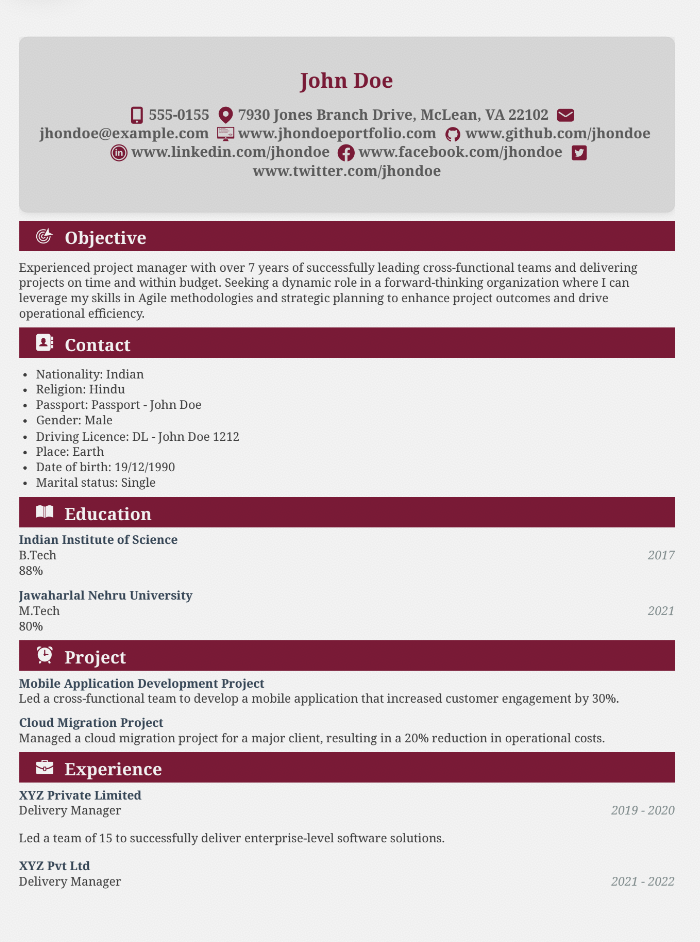 John Doe
555-0155 7930 Jones Branch Drive, McLean, VA 22102
jhondoe@example.com www.jhondoeportfolio.com www.github.com/jhondoe
www.linkedin.com/jhondoe www.facebook.com/jhondoe
www.twitter.com/jhondoe
Objective
Experienced project manager with over 7 years of successfully leading cross-functional teams and delivering
projects on time and within budget. Seeking a dynamic role in a forward-thinking organization where I can
leverage my skills in Agile methodologies and strategic planning to enhance project outcomes and drive
operational efficiency.
Contact
• Nationality: Indian
• Religion: Hindu
• Passport: Passport - John Doe
• Gender: Male
• Driving Licence: DL - John Doe 1212
• Place: Earth
• Date of birth: 19/12/1990
• Marital status: Single
Education
Indian Institute of Science
B.Tech 2017
88%
Jawaharlal Nehru University
M.Tech 2021
80%
Project
Mobile Application Development Project
Led a cross-functional team to develop a mobile application that increased customer engagement by 30%.
Cloud Migration Project
Managed a cloud migration project for a major client, resulting in a 20% reduction in operational costs.
Experience
XYZ Private Limited
Delivery Manager 2019 - 2020
Led a team of 15 to successfully deliver enterprise-level software solutions.
XYZ Pvt Ltd
Delivery Manager 2021 - 2022